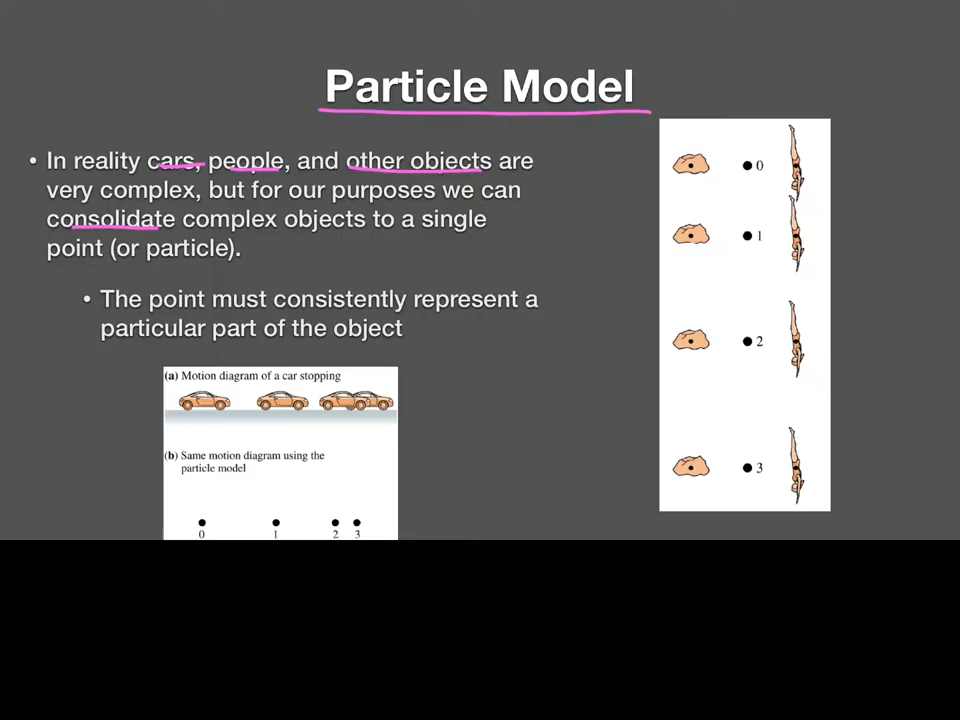 Particle Model
• In reality cars, people, and other objects are
very complex, but for our purposes we can
consolidate complex objects to a single
point (or particle).
• The point must consistently represent a
particular part of the object
(a) Motion diagram of a car stopping
(b) Same motion diagram using the
particle model
0 1 2 3
0
1
2
3